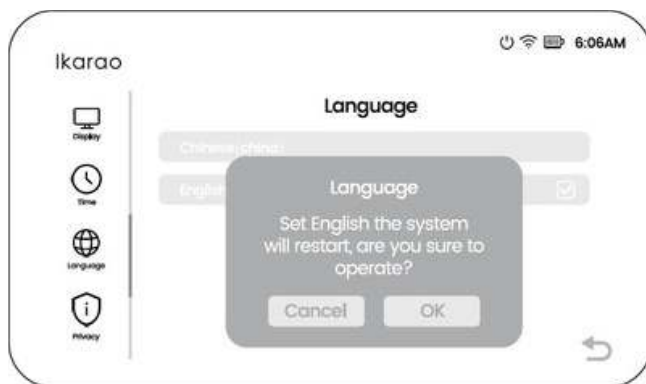 6:06AM
Ikarao
Language
Display
Chinese(china)
Time
English
Language
Set English the system
will restart, are you sure to
operate?
Language
Cancel
OK
Privacy